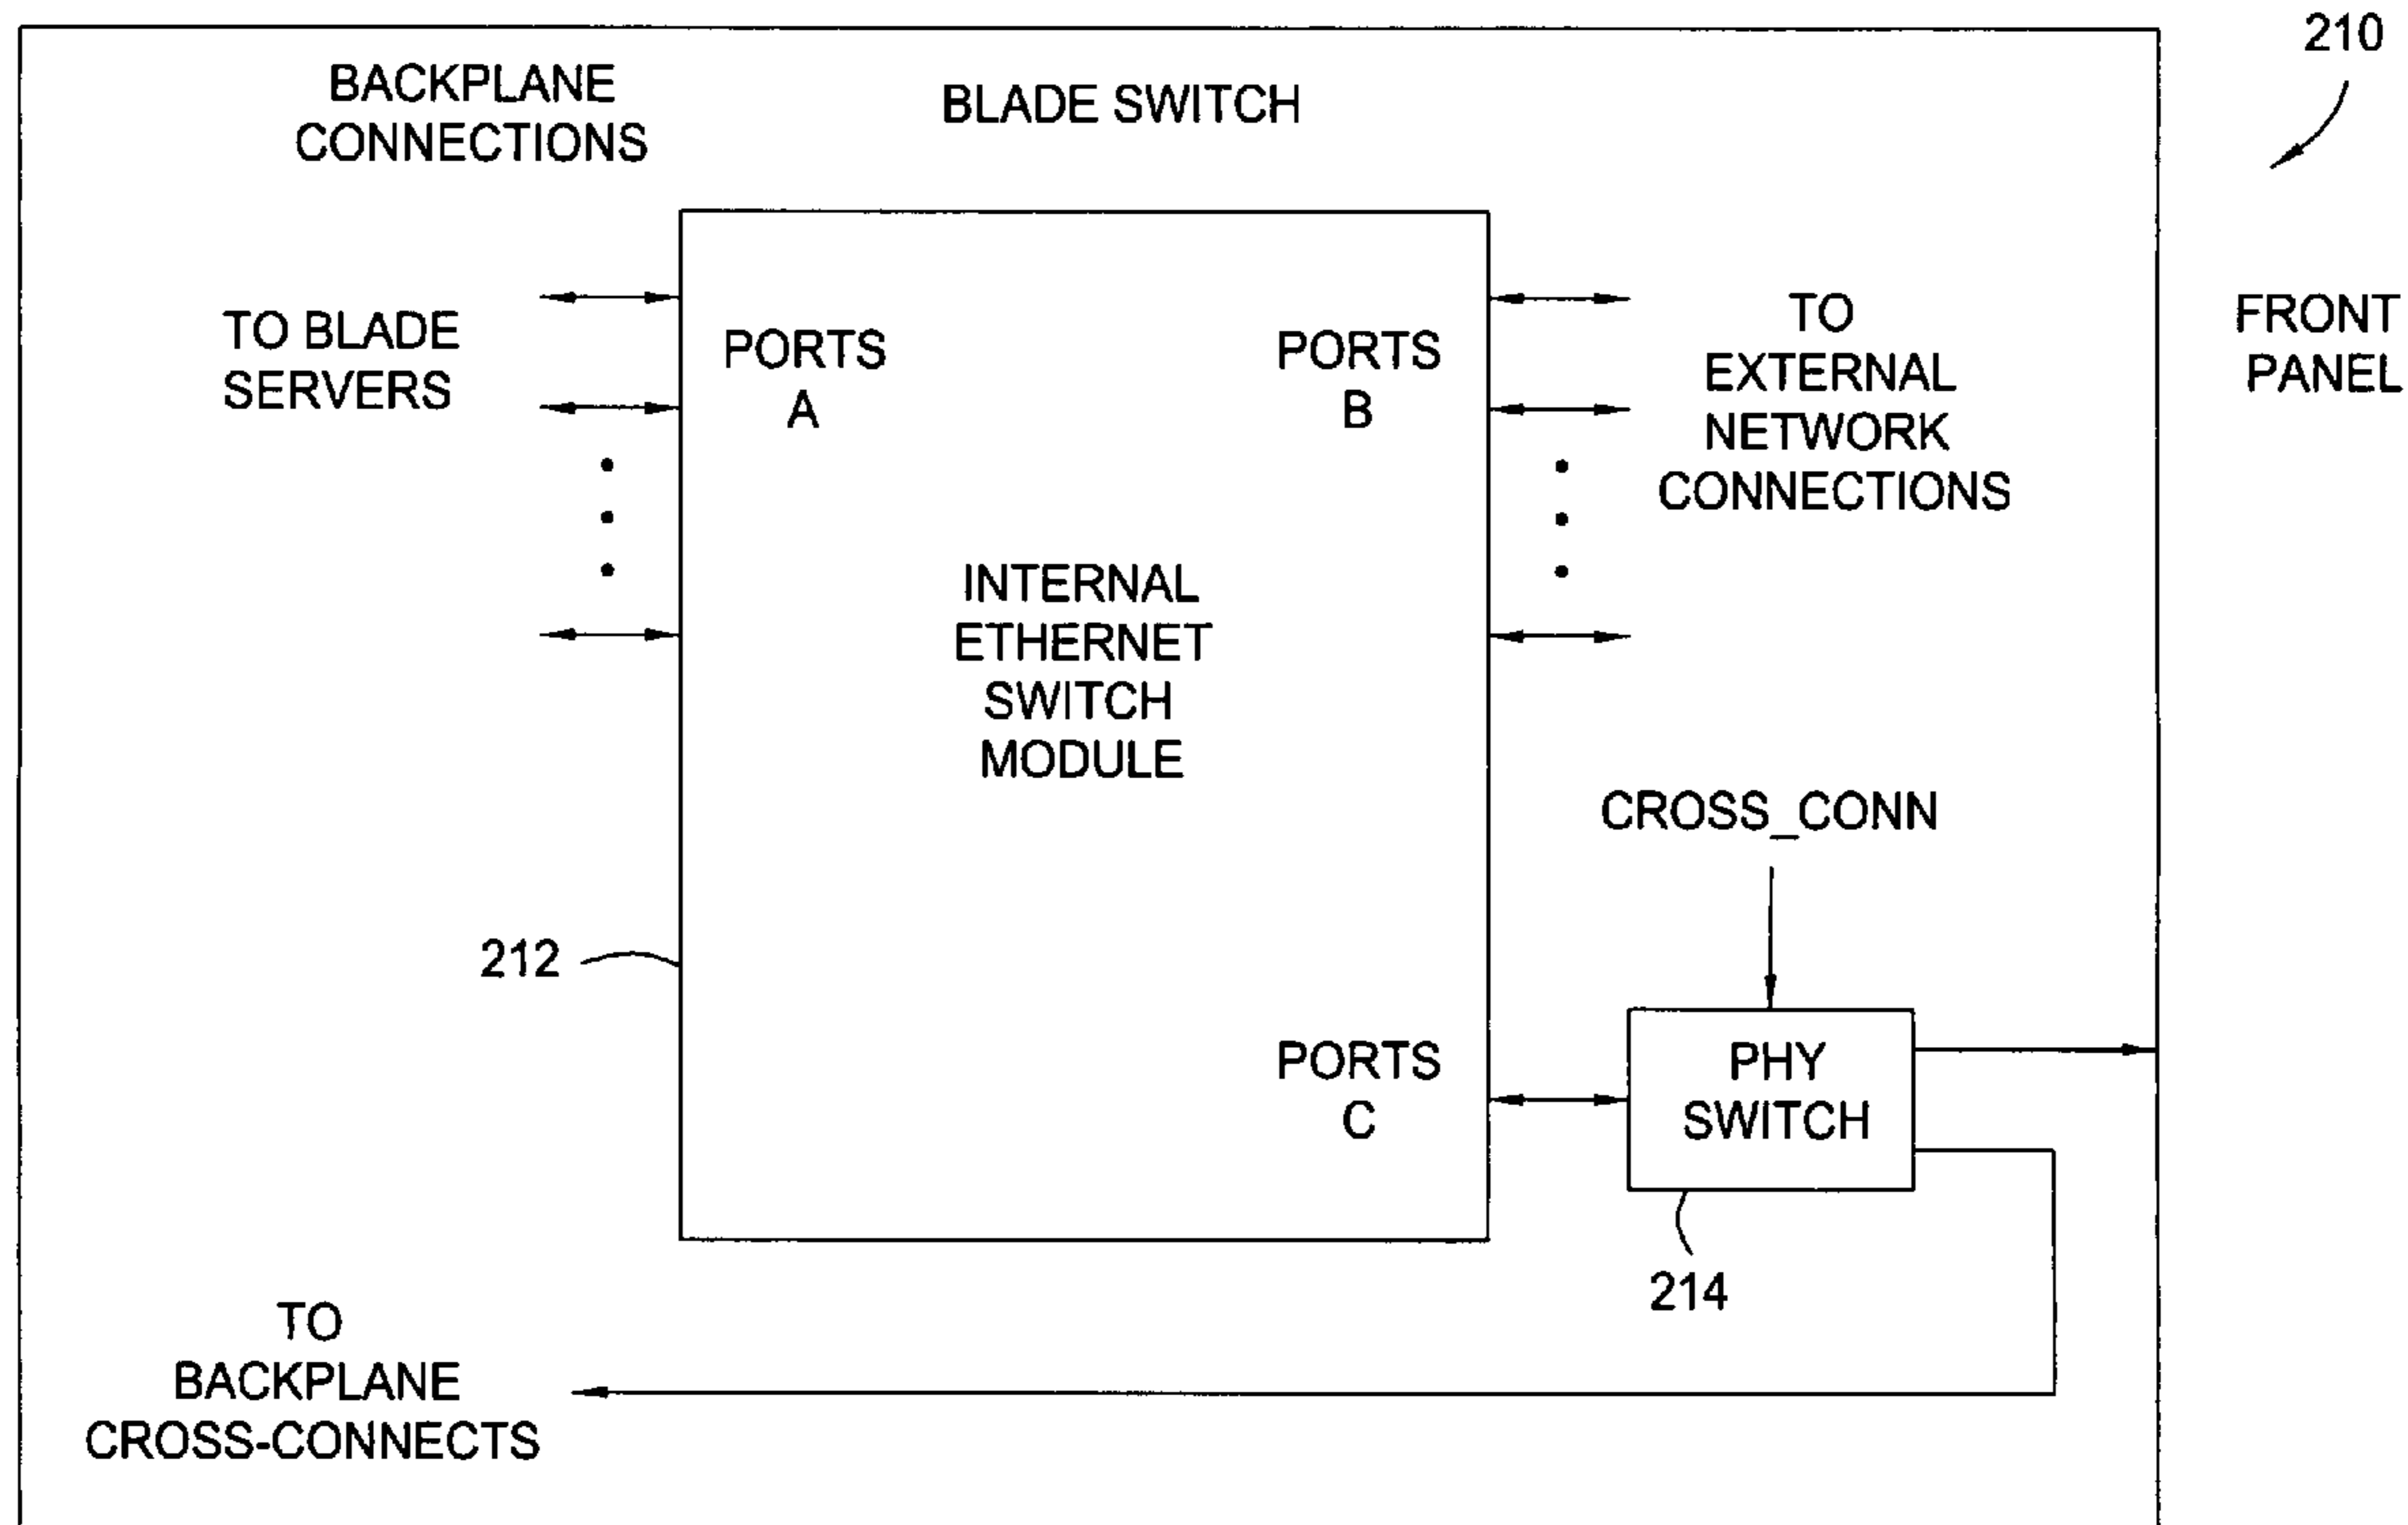 210
BACKPLANE
CONNECTIONS
BLADE SWITCH
TO BLADE
SERVERS
PORTS
A
PORTS
B
TO
EXTERNAL
NETWORK
CONNECTIONS
FRONT
PANEL
INTERNAL
ETHERNET
SWITCH
MODULE
CROSS_CONN
212
PORTS
C
PHY
SWITCH
214
TO
BACKPLANE
CROSS-CONNECTS